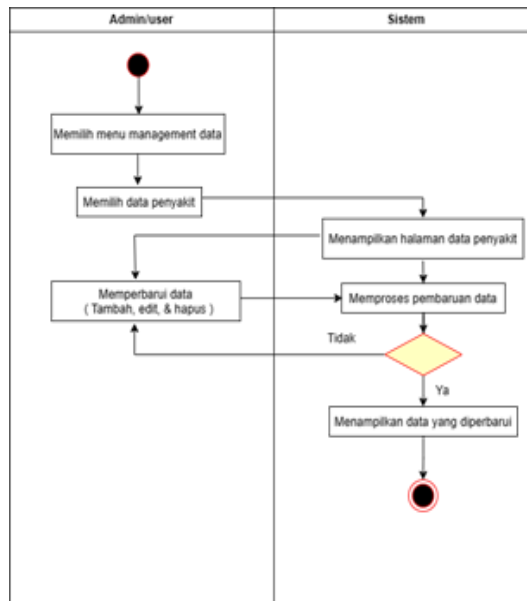 Admin/user
Sistem
Memilih menu management data
Memilih data penyakit
Menampilkan halaman data penyakit
Memperbarui data
( Tambah, edit, & hapus )
Memproses pembaruan data
Tidak
Ya
Menampilkan data yang diperbarui